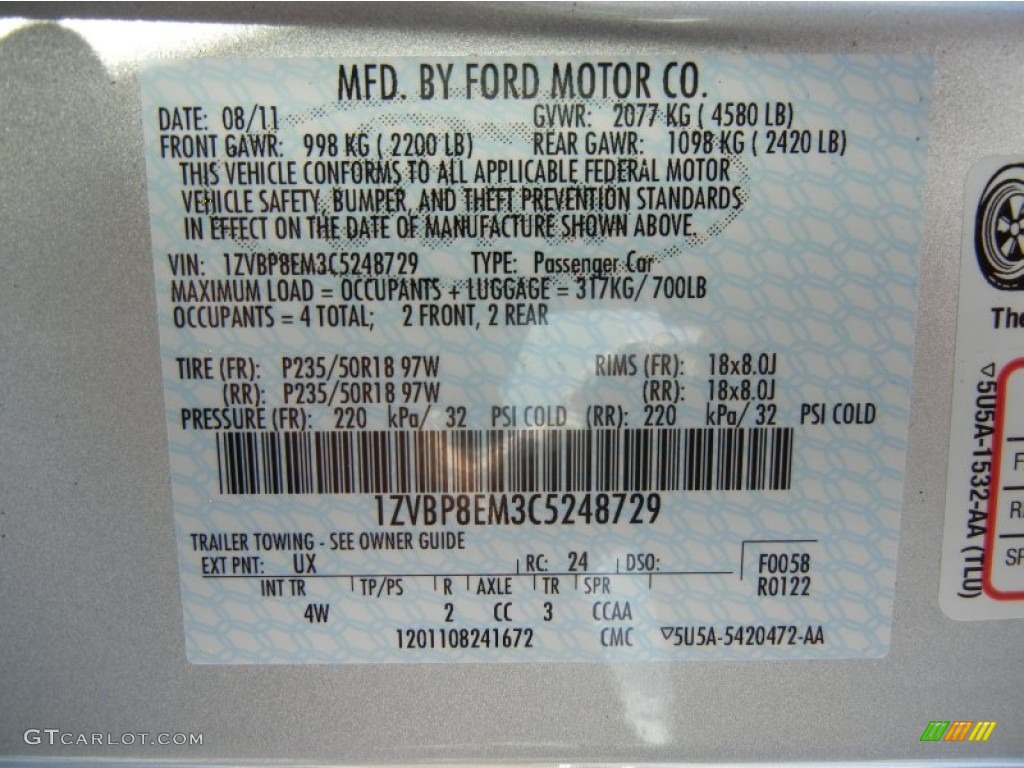 MFD. BY FORD MOTOR CO.
DATE: 08/11 GVWR: 2077 KG ( 4580 LB)
FRONT GAWR: 998 KG ( 2200 LB) REAR GAWR: 1098 KG ( 2420 LB)
THIS VEHICLE CONFORMS TO ALL APPLICABLE FEDERAL MOTOR
VEHICLE SAFETY, BUMPER, AND THEFT PREVENTION STANDARDS
IN EFFECT ON THE DATE OF MANUFACTURE SHOWN ABOVE.
VIN: 1ZVBP8EM3C5248729 TYPE: Passenger Car
MAXIMUM LOAD = OCCUPANTS + LUGGAGE = 317KG/ 700LB
OCCUPANTS = 4 TOTAL; 2 FRONT, 2 REAR
TIRE (FR): P235/50R18 97W RIMS (FR): 18x8.0J
(RR): P235/50R18 97W (RR): 18x8.0J
PRESSURE (FR): 220 kPa/ 32 PSI COLD (RR): 220 kPa/ 32 PSI COLD
1ZVBP8EM3C5248729
TRAILER TOWING - SEE OWNER GUIDE
EXT PNT: UX RC: 24 DSO: F0058
INT TR TP/PS R AXLE TR SPR R0122
4W 2 CC 3 CCAA
1201108241672 CMC ▽5U5A-5420472-AA
The
▽5U5A-1532-AA (TLU)
F
RA
SP
GTCARLOT.COM